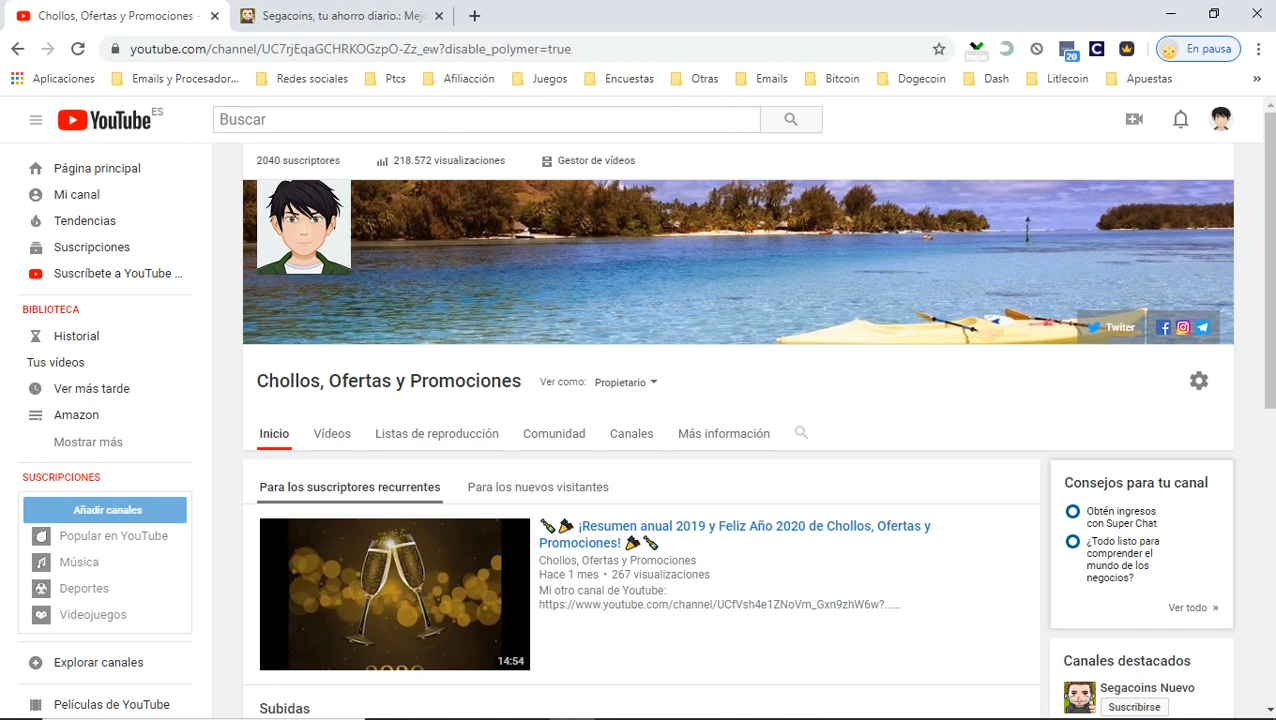 Chollos, Ofertas y Promociones -
Segacoins, tu ahorro diario.: Mejo
youtube.com/channel/UC7rjEqaGCHRKOGzpO-Zz_ew?disable_polymer=true
20
En pausa
Aplicaciones
Emails y Procesador...
Redes sociales
Ptcs
Afiliacción
Juegos
Encuestas
Otras
Emails
Bitcoin
Dogecoin
Dash
Litlecoin
Apuestas
»
YouTube ES
Buscar
Página principal
Mi canal
Tendencias
Suscripciones
Suscríbete a YouTube ...
BIBLIOTECA
Historial
Tus vídeos
Ver más tarde
Amazon
Mostrar más
SUSCRIPCIONES
Añadir canales
Popular en YouTube
Música
Deportes
Videojuegos
Explorar canales
Películas de YouTube
2040 suscriptores
218.572 visualizaciones
Gestor de vídeos
Twiter
Chollos, Ofertas y Promociones
Ver como: Propietario
Inicio
Vídeos
Listas de reproducción
Comunidad
Canales
Más información
Para los suscriptores recurrentes
Para los nuevos visitantes
2020
14:54
🍾🎉 ¡Resumen anual 2019 y Feliz Año 2020 de Chollos, Ofertas y
Promociones! 🎉🍾
Chollos, Ofertas y Promociones
Hace 1 mes • 267 visualizaciones
Mi otro canal de Youtube:
https://www.youtube.com/channel/UCfVsh4e1ZNoVm_Gxn9zhW6w?......
Subidas
Consejos para tu canal
Obtén ingresos
con Super Chat
¿Todo listo para
comprender el
mundo de los
negocios?
Ver todo »
Canales destacados
Segacoins Nuevo
Suscribirse